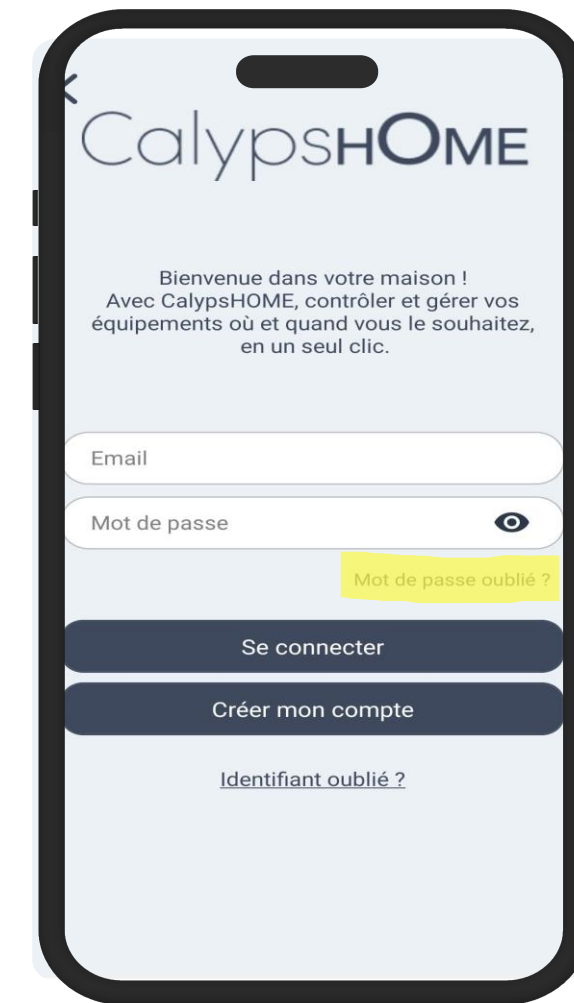 CalypsHOME
Bienvenue dans votre maison !
Avec CalypsHOME, contrôler et gérer vos
équipements où et quand vous le souhaitez,
en un seul clic.
Email
Mot de passe
Mot de passe oublié ?
Se connecter
Créer mon compte
Identifiant oublié ?